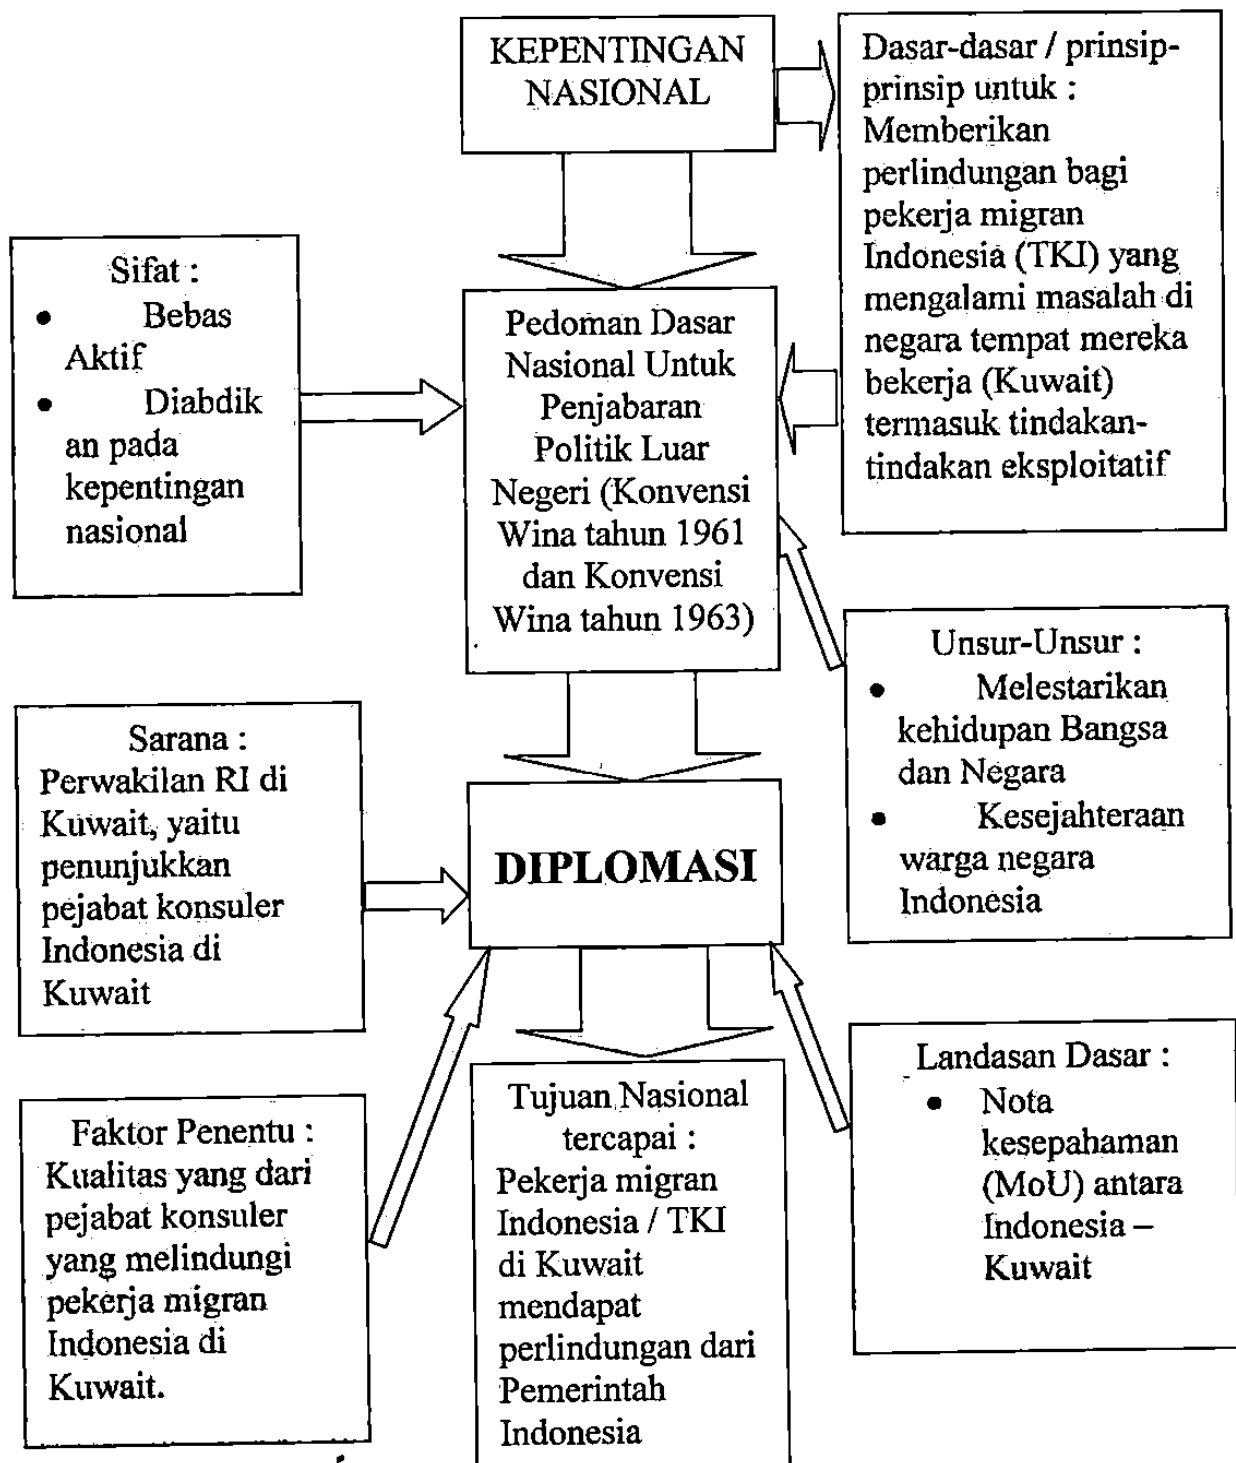 KEPENTINGAN
NASIONAL
Dasar-dasar / prinsip-
prinsip untuk :
Memberikan
perlindungan bagi
pekerja migran
Indonesia (TKI) yang
mengalami masalah di
negara tempat mereka
bekerja (Kuwait)
termasuk tindakan-
tindakan eksploitatif
Sifat :
• Bebas
Aktif
• Diabdik
an pada
kepentingan
nasional
Pedoman Dasar
Nasional Untuk
Penjabaran
Politik Luar
Negeri (Konvensi
Wina tahun 1961
dan Konvensi
Wina tahun 1963)
Unsur-Unsur :
• Melestarikan
kehidupan Bangsa
dan Negara
• Kesejahteraan
warga negara
Indonesia
Sarana :
Perwakilan RI di
Kuwait, yaitu
penunjukkan
pejabat konsuler
Indonesia di
Kuwait
DIPLOMASI
Landasan Dasar :
• Nota
kesepahaman
(MoU) antara
Indonesia –
Kuwait
Faktor Penentu :
Kualitas yang dari
pejabat konsuler
yang melindungi
pekerja migran
Indonesia di
Kuwait.
Tujuan Nasional
tercapai :
Pekerja migran
Indonesia / TKI
di Kuwait
mendapat
perlindungan dari
Pemerintah
Indonesia